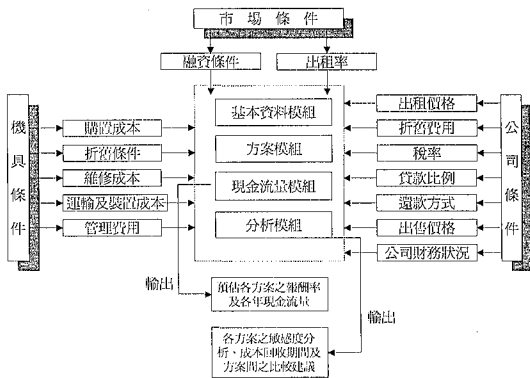 市場條件
融資條件
出租率
機具條件
購置成本
折舊條件
維修成本
運輸及裝置成本
管理費用
基本資料模組
方案模組
現金流量模組
分析模組
出租價格
折舊費用
稅率
貸款比例
還款方式
出售價格
公司財務狀況
公司條件
輸出
預估各方案之報酬率
及各年現金流量
輸出
各方案之敏感度分
析、成本回收期間及
方案間之比較建議